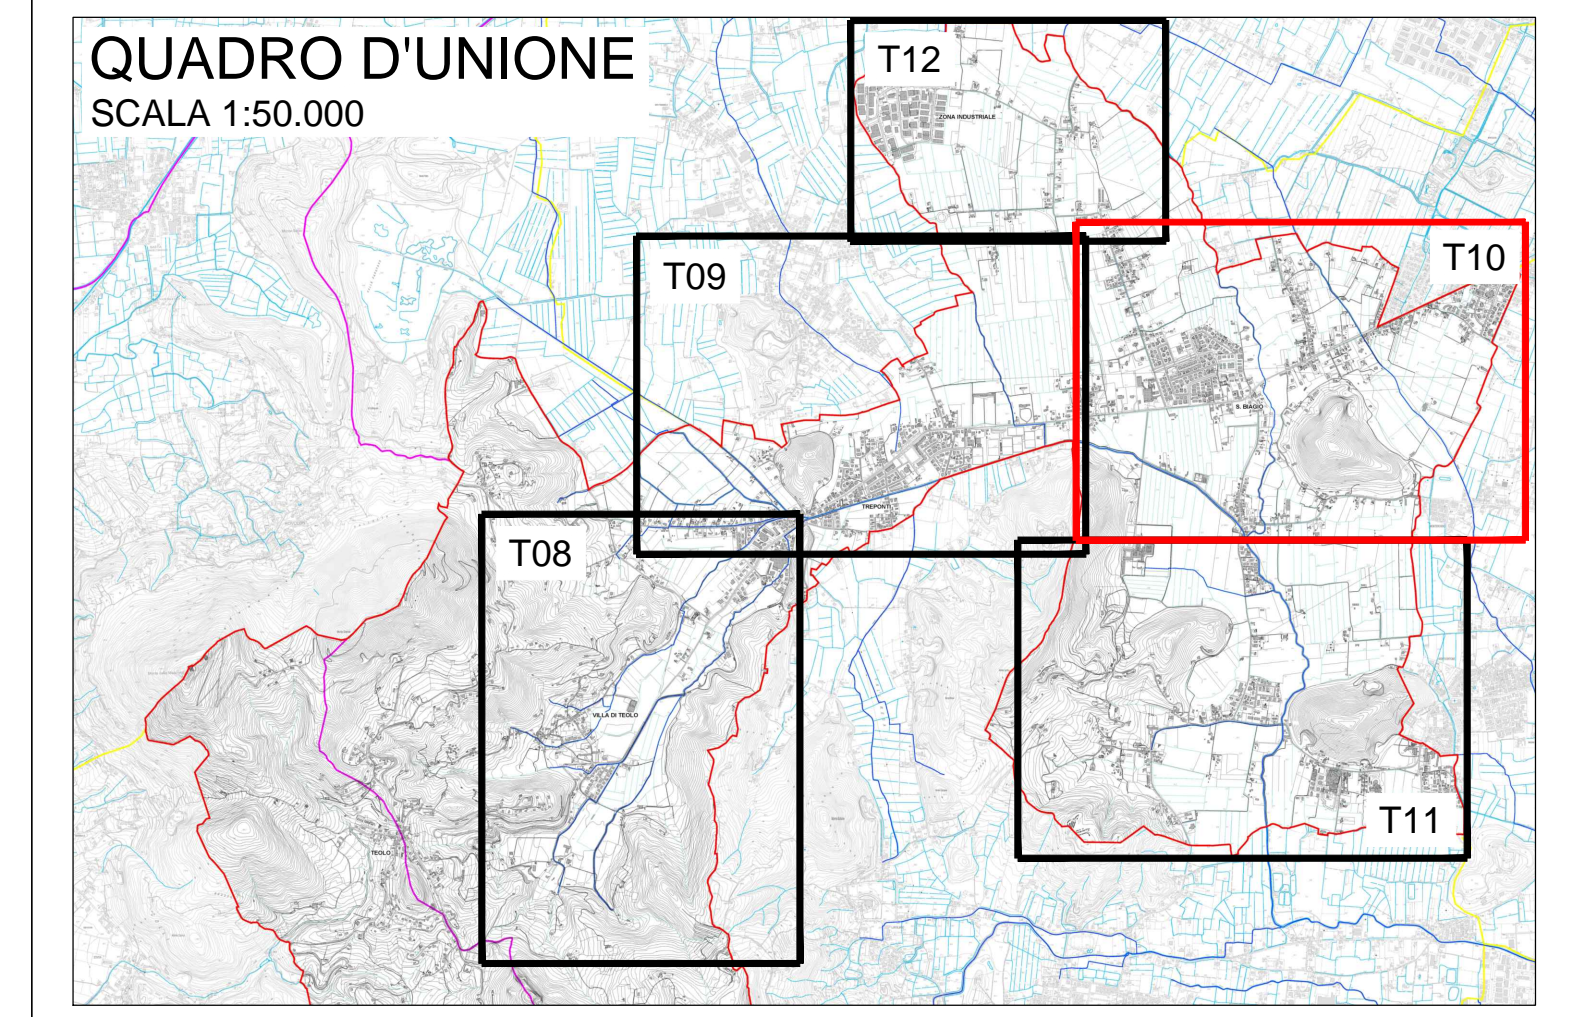 QUADRO D'UNIONE
SCALA 1:50.000
T12
ZONA INDUSTRIALE
T10
T09
S. BIAGIO
TREPONTI
T08
VILLA DI TEOLO
T11
TEOLO